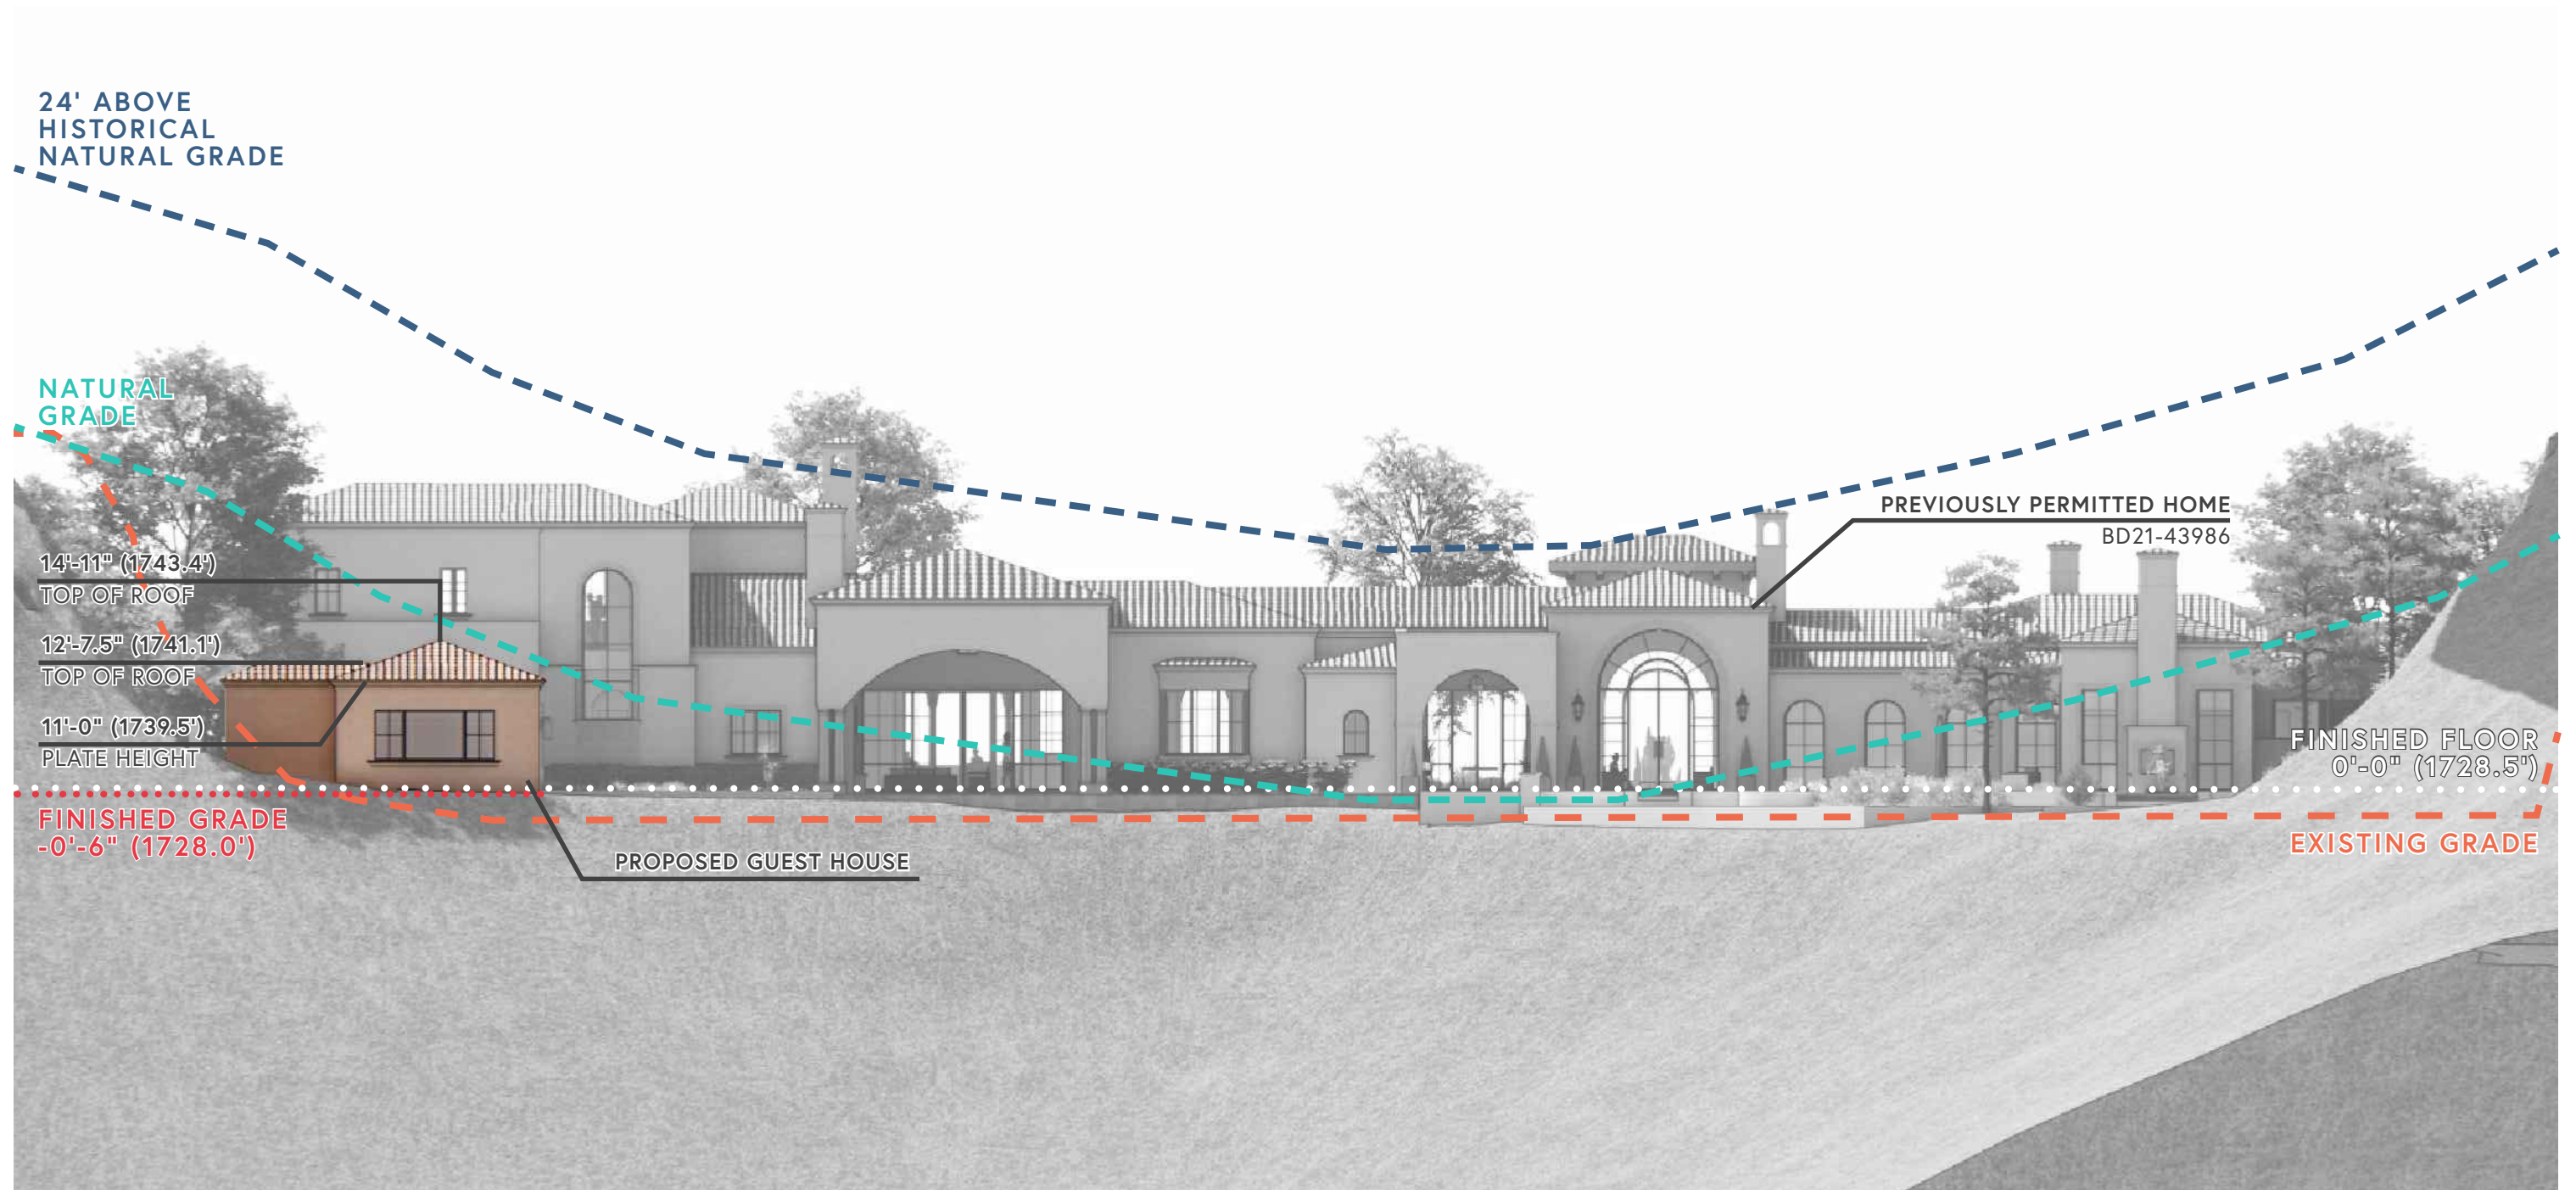 24' ABOVE
HISTORICAL
NATURAL GRADE
NATURAL
GRADE
PREVIOUSLY PERMITTED HOME
BD21-43986
14'-11" (1743.4')
TOP OF ROOF
12'-7.5" (1741.1')
TOP OF ROOF
11'-0" (1739.5')
PLATE HEIGHT
FINISHED FLOOR
0'-0" (1728.5')
FINISHED GRADE
-0'-6" (1728.0')
EXISTING GRADE
PROPOSED GUEST HOUSE